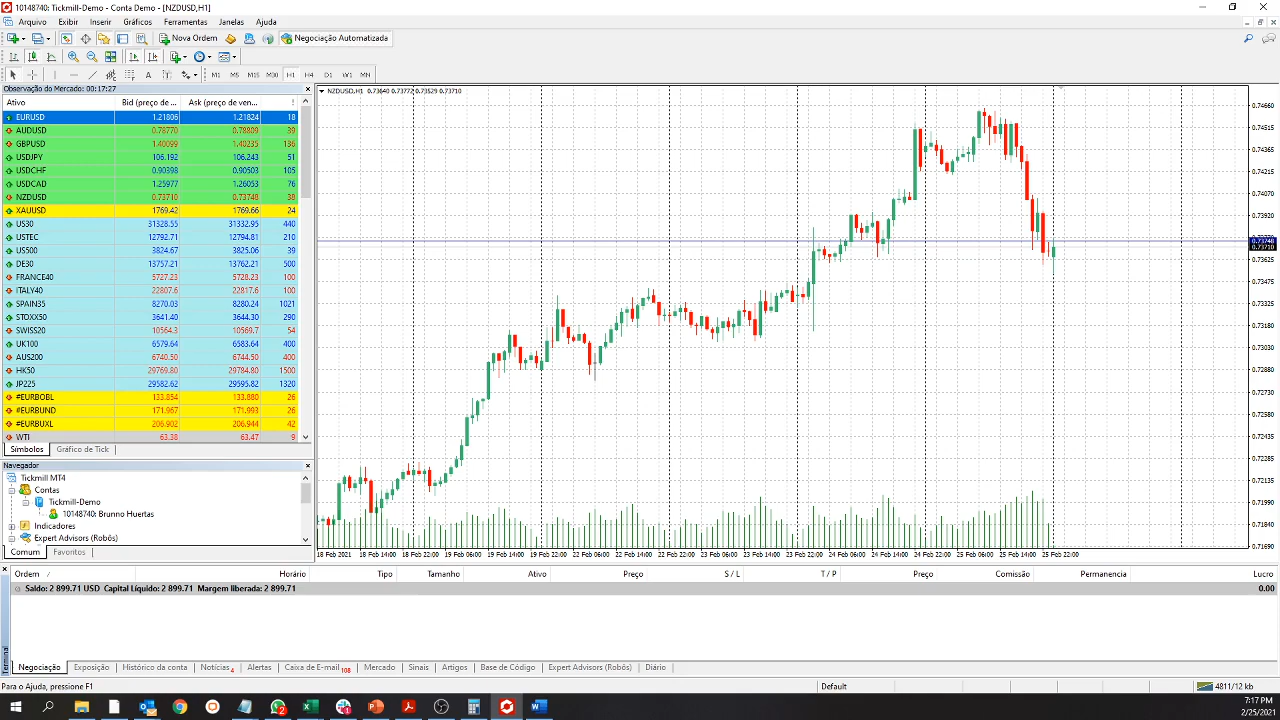 10148740: Tickmill-Demo - Conta Demo - [NZDUSD,H1]
Arquivo Exibir Inserir Gráficos Ferramentas Janelas Ajuda
Nova Ordem Negociação Automatizada
M1 M5 M15 M30 H1 H4 D1 W1 MN
Observação do Mercado: 00:17:27
Ativo Bid (preço de ... Ask (preço de ven... !
EURUSD 1.21806 1.21824 18
AUDUSD 0.78770 0.78809 39
GBPUSD 1.40099 1.40235 136
USDJPY 106.192 106.243 51
USDCHF 0.90398 0.90503 105
USDCAD 1.25977 1.26053 76
NZDUSD 0.73710 0.73748 38
XAUUSD 1769.42 1769.66 24
US30 31328.55 31332.95 440
USTEC 12792.71 12794.81 210
US500 3824.67 3825.06 39
DE30 13757.21 13762.51 530
FRANCE40 5727.23 5728.23 100
ITALY40 22807.6 22817.6 100
SPAIN35 8270.03 8280.24 1021
STOXX50 3641.40 3644.30 290
SWISS20 10564.3 10569.7 54
UK100 6579.64 6583.64 400
AUS200 6740.50 6744.50 400
HK50 29769.80 29784.80 1500
JP225 29582.62 29595.82 1320
#EURBOBL 133.854 133.880 26
#EURBUND 171.967 171.993 26
#EURBUXL 206.902 206.944 42
WTI 63.38 63.47 9
Símbolos Gráfico de Tick
Navegador
Tickmill MT4
Contas
Tickmill-Demo
10148740: Brunno Huertas
Indicadores
Expert Advisors (Robôs)
Comum Favoritos
NZDUSD,H1 0.73640 0.73772 0.73529 0.73710
0.74660
0.74515
0.74365
0.74215
0.74070
0.73920
0.73748
0.73710
0.73625
0.73475
0.73325
0.73180
0.73030
0.72880
0.72730
0.72580
0.72435
0.72285
0.72135
0.71990
0.71840
0.71690
18 Feb 2021 18 Feb 14:00 18 Feb 22:00 19 Feb 06:00 19 Feb 14:00 19 Feb 22:00 22 Feb 06:00 22 Feb 14:00 22 Feb 22:00 23 Feb 06:00 23 Feb 14:00 23 Feb 22:00 24 Feb 06:00 24 Feb 14:00 24 Feb 22:00 25 Feb 06:00 25 Feb 14:00 25 Feb 22:00
Ordem Horário Tipo Tamanho Ativo Preço S / L T / P Preço Comissão Permanencia Lucro
Saldo: 2 899.71 USD Capital Líquido: 2 899.71 Margem liberada: 2 899.71 0.00
Terminal
Negociação Exposição Histórico da conta Notícias 4 Alertas Caixa de E-mail 108 Mercado Sinais Artigos Base de Código Expert Advisors (Robôs) Diário
Para o Ajuda, pressione F1 Default 4811/12 kb
7:17 PM
2/25/2021